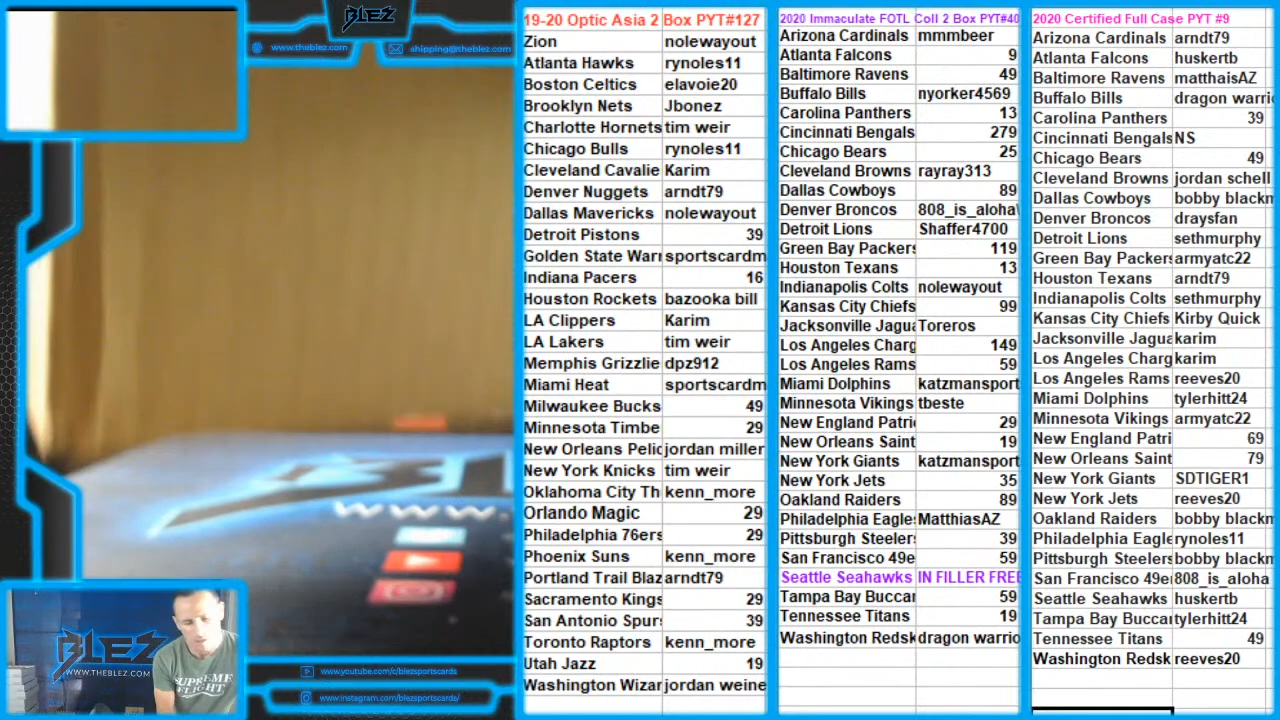 BLEZ
www.theblez.com
shipping@theblez.com
www.
BLEZ
WWW.THEBLEZ.COM
SUPREME
FLIGHT
www.youtube.com/c/blezsportscards
www.instagram.com/blezsportscards/
19-20 Optic Asia 2 Box PYT#127
Zion nolewayout
Atlanta Hawks rynoles11
Boston Celtics elavoie20
Brooklyn Nets Jbonez
Charlotte Hornets tim weir
Chicago Bulls rynoles11
Cleveland Cavalie Karim
Denver Nuggets arndt79
Dallas Mavericks nolewayout
Detroit Pistons 39
Golden State Warr sportscardm
Indiana Pacers 16
Houston Rockets bazooka bill
LA Clippers Karim
LA Lakers tim weir
Memphis Grizzlie dpz912
Miami Heat sportscardm
Milwaukee Bucks 49
Minnesota Timbe 29
New Orleans Pelic jordan miller
New York Knicks tim weir
Oklahoma City Th kenn_more
Orlando Magic 29
Philadelphia 76ers 29
Phoenix Suns kenn_more
Portland Trail Blaz arndt79
Sacramento Kings 29
San Antonio Spurs 39
Toronto Raptors kenn_more
Utah Jazz 19
Washington Wizar jordan weine
2020 Immaculate FOTL Coll 2 Box PYT#40
Arizona Cardinals mmmbeer
Atlanta Falcons 9
Baltimore Ravens 49
Buffalo Bills nyorker4569
Carolina Panthers 13
Cincinnati Bengals 279
Chicago Bears 25
Cleveland Browns rayray313
Dallas Cowboys 89
Denver Broncos 808_is_aloha
Detroit Lions Shaffer4700
Green Bay Packers 119
Houston Texans 13
Indianapolis Colts nolewayout
Kansas City Chiefs 99
Jacksonville Jagua Toreros
Los Angeles Charg 149
Los Angeles Rams 59
Miami Dolphins katzmansport
Minnesota Vikings tbeste
New England Patri 29
New Orleans Saint 19
New York Giants katzmansport
New York Jets 35
Oakland Raiders 89
Philadelphia Eagles MatthiasAZ
Pittsburgh Steelers 39
San Francisco 49e 59
Seattle Seahawks IN FILLER FREE
Tampa Bay Buccar 59
Tennessee Titans 19
Washington Redsk dragon warrio
2020 Certified Full Case PYT #9
Arizona Cardinals arndt79
Atlanta Falcons huskertb
Baltimore Ravens matthaisAZ
Buffalo Bills dragon warrio
Carolina Panthers 39
Cincinnati Bengals NS
Chicago Bears 49
Cleveland Browns jordan schell
Dallas Cowboys bobby blackm
Denver Broncos draysfan
Detroit Lions sethmurphy
Green Bay Packers armyatc22
Houston Texans arndt79
Indianapolis Colts sethmurphy
Kansas City Chiefs Kirby Quick
Jacksonville Jagua karim
Los Angeles Charg karim
Los Angeles Rams reeves20
Miami Dolphins tylerhitt24
Minnesota Vikings armyatc22
New England Patri 69
New Orleans Saint 79
New York Giants SDTIGER1
New York Jets reeves20
Oakland Raiders bobby blackm
Philadelphia Eagle rynoles11
Pittsburgh Steelers bobby blackm
San Francisco 49er 808_is_aloha
Seattle Seahawks huskertb
Tampa Bay Buccar tylerhitt24
Tennessee Titans 49
Washington Redsk reeves20